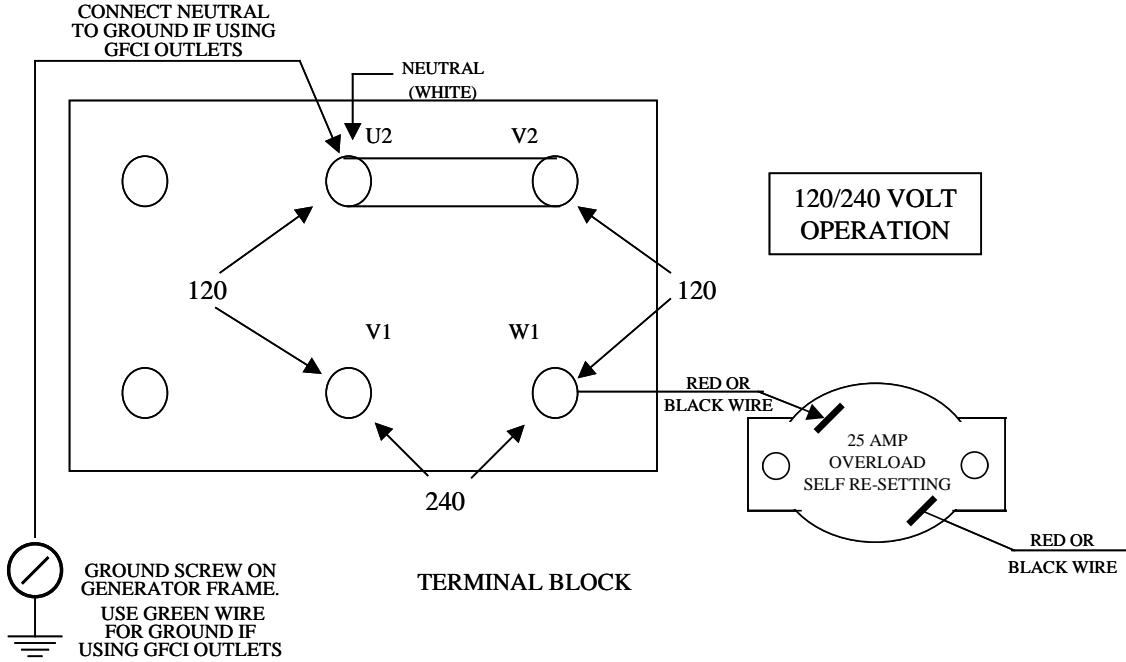 CONNECT NEUTRAL
TO GROUND IF USING
GFCI OUTLETS
NEUTRAL
(WHITE)
U2
V2
120/240 VOLT
OPERATION
120
120
V1
W1
RED OR
BLACK WIRE
25 AMP
OVERLOAD
SELF RE-SETTING
240
RED OR
BLACK WIRE
GROUND SCREW ON
GENERATOR FRAME.
USE GREEN WIRE
FOR GROUND IF
USING GFCI OUTLETS
TERMINAL BLOCK